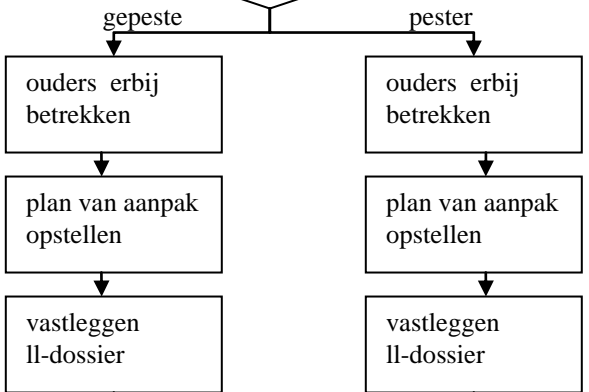 gepeste
pester
ouders erbij
betrekken
ouders erbij
betrekken
plan van aanpak
opstellen
plan van aanpak
opstellen
vastleggen
ll-dossier
vastleggen
ll-dossier